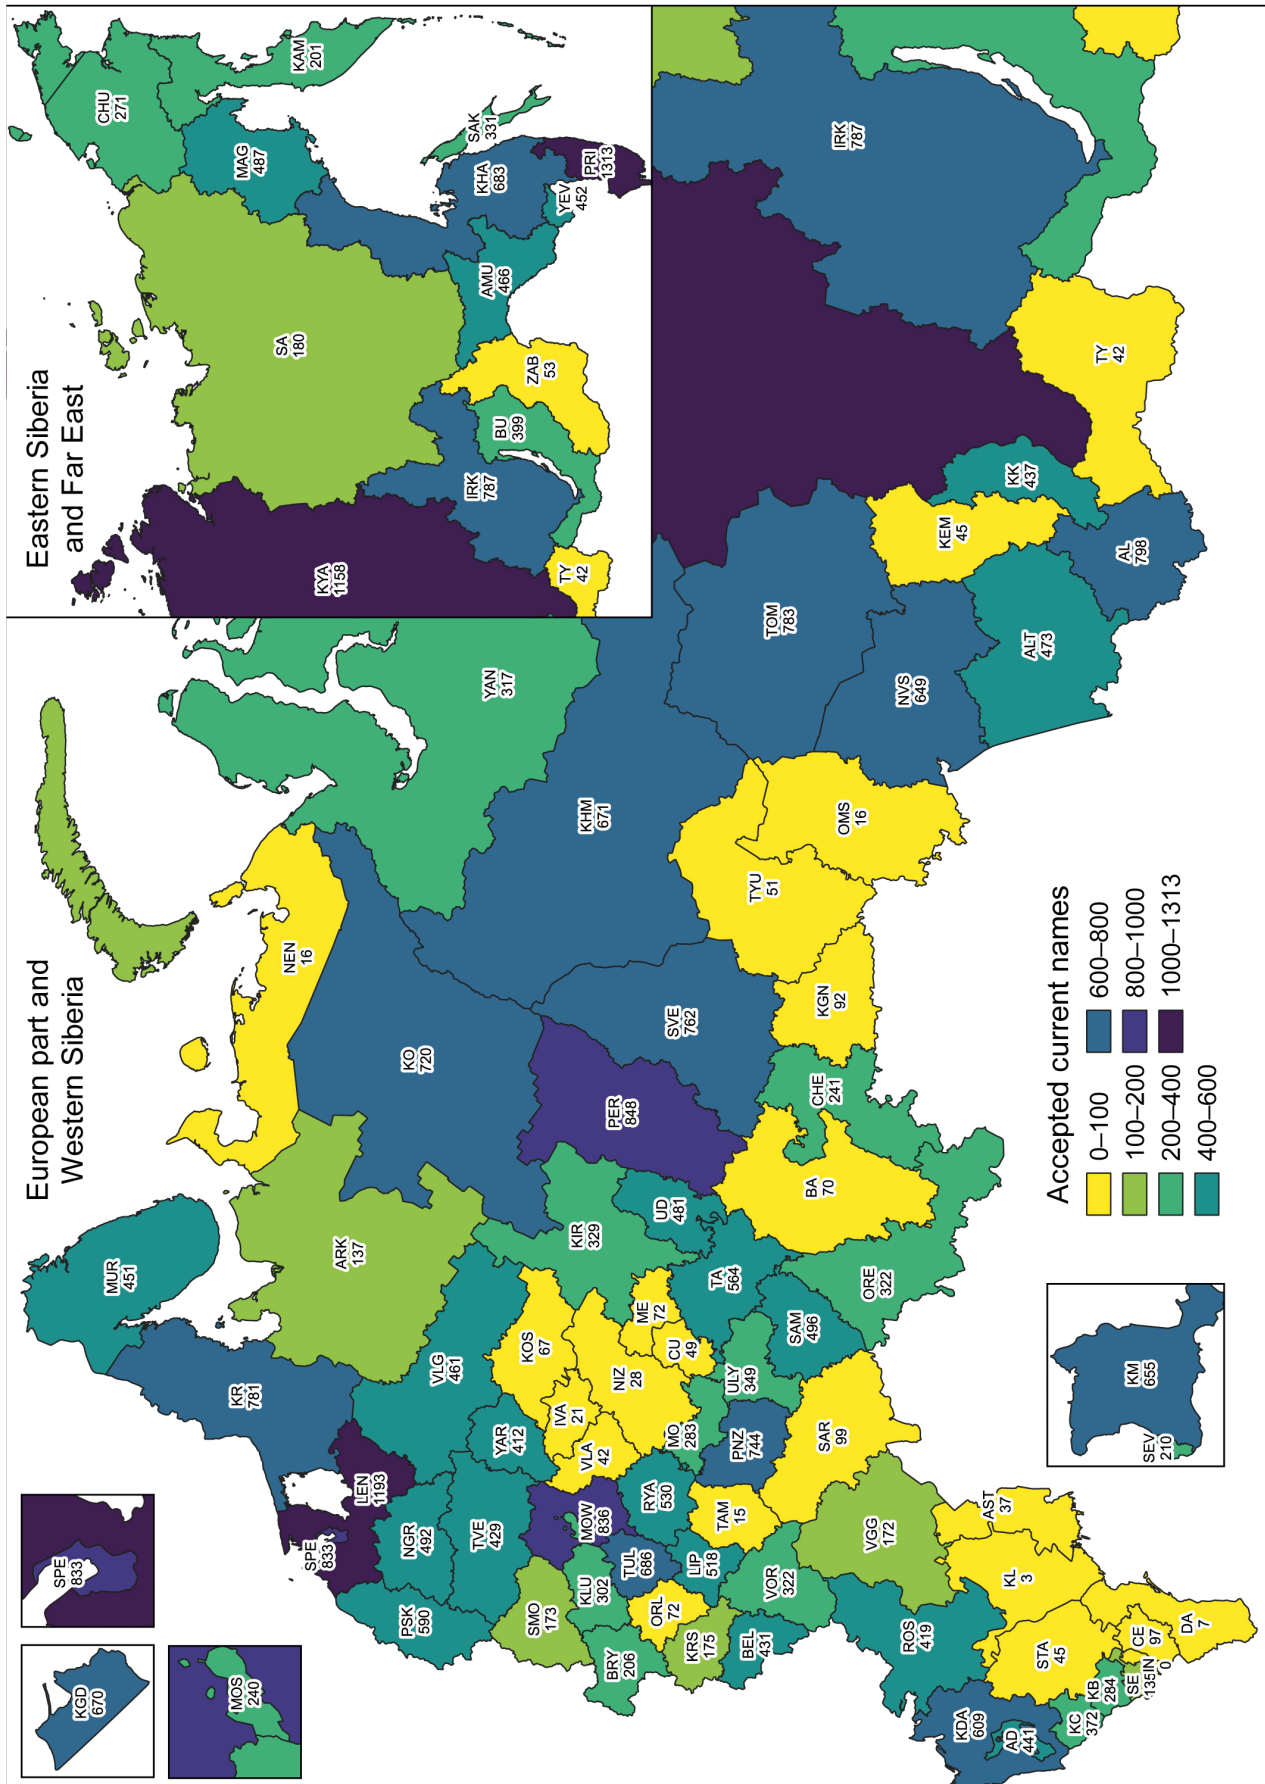 European part and
Western Siberia
Eastern Siberia
and Far East
KGD
670
SPE
833
MOS
240
MUR
451
KR
781
ARK
137
NEN
16
KO
720
YAN
317
KHM
671
LEN
1193
SPE
833
NGR
492
PSK
590
VLG
461
TVE
429
YAR
412
KOS
67
IVA
21
VLA
42
NIZ
28
KIR
329
UD
481
PER
848
SVE
762
TYU
51
OMS
16
TOM
783
NVS
649
KGN
92
CHE
241
BA
70
ORE
322
TA
564
ME
72
CU
49
MO
283
ULY
349
SAM
496
PNZ
744
SAR
99
SMO
173
KLU
302
MOW
836
TUL
686
RYA
530
BRY
206
ORL
72
LIP
518
TAM
15
KRS
175
BEL
431
VOR
322
VGG
172
ROS
419
AST
37
KL
3
STA
45
KDA
609
AD
441
KC
372
KB
284
SE
135
IN
0
CE
97
DA
7
ALT
473
AL
798
KEM
45
KK
437
TY
42
IRK
787
KYA
1158
SA
180
CHU
271
KAM
201
MAG
487
KHA
683
SAK
331
PRI
1313
YEV
452
AMU
466
ZAB
53
BU
399
IRK
787
TY
42
SEV
210
KM
655
Accepted current names
0–100
100–200
200–400
400–600
600–800
800–1000
1000–1313